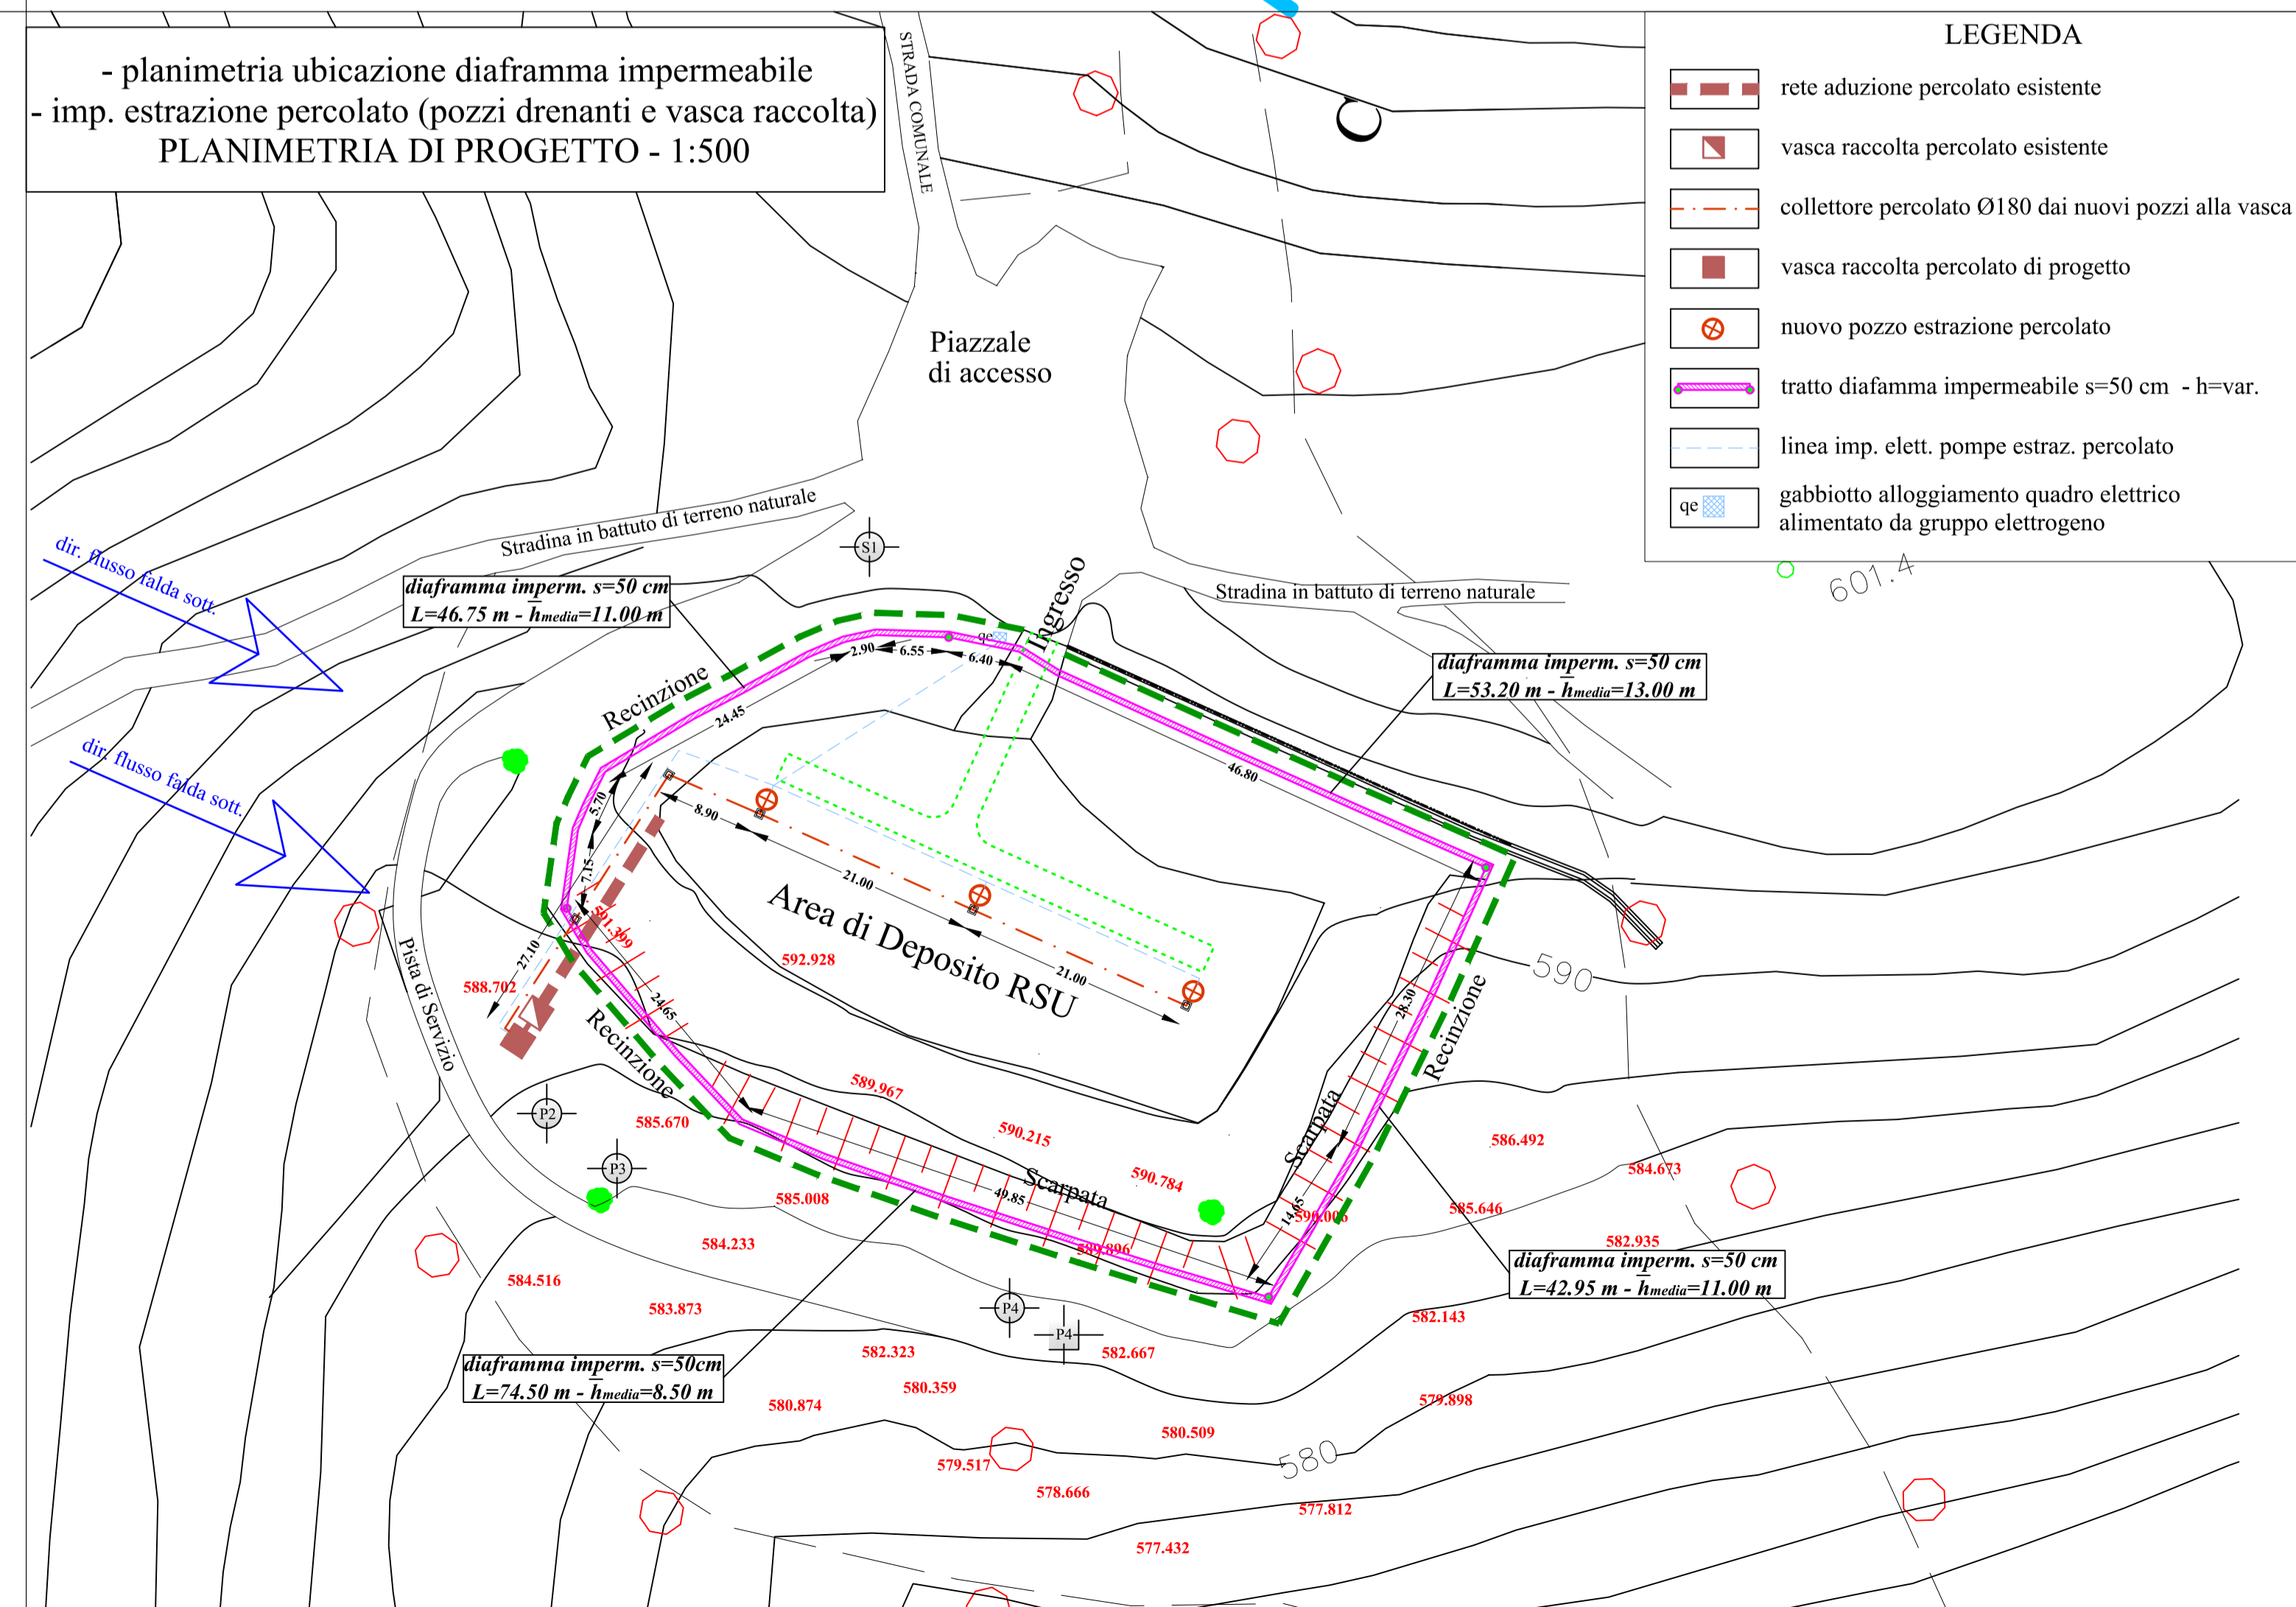 - planimetria ubicazione diaframma impermeabile
- imp. estrazione percolato (pozzi drenanti e vasca raccolta)
PLANIMETRIA DI PROGETTO - 1:500
STRADA COMUNALE
LEGENDA
rete aduzione percolato esistente
vasca raccolta percolato esistente
collettore percolato Ø180 dai nuovi pozzi alla vasca
vasca raccolta percolato di progetto
nuovo pozzo estrazione percolato
tratto diafamma impermeabile s=50 cm - h=var.
linea imp. elett. pompe estraz. percolato
qe
gabbiotto alloggiamento quadro elettrico
alimentato da gruppo elettrogeno
Piazzale
di accesso
Stradina in battuto di terreno naturale
S1
dir. flusso falda sott.
diaframma imperm. s=50 cm
L=46.75 m - hmedia=11.00 m
Ingresso
Stradina in battuto di terreno naturale
601.4
qe
2.90
6.55
6.40
diaframma imperm. s=50 cm
L=53.20 m - hmedia=13.00 m
Recinzione
24.45
46.80
dir. flusso falda sott.
5.70
8.90
7.15
21.00
Area di Deposito RSU
591.399
27.10
592.928
21.00
590
Pista di Servizio
588.702
24.65
28.30
Recinzione
Recinzione
589.967
P2
585.670
590.215
Scarpata
586.492
P3
590.784
584.673
585.008
49.85
Scarpata
14.65
590.006
585.646
584.233
589.896
582.935
584.516
diaframma imperm. s=50 cm
L=42.95 m - hmedia=11.00 m
583.873
P4
582.143
P4
582.323
582.667
diaframma imperm. s=50cm
L=74.50 m - hmedia=8.50 m
580.359
580.874
579.898
580.509
579.517
580
578.666
577.812
577.432